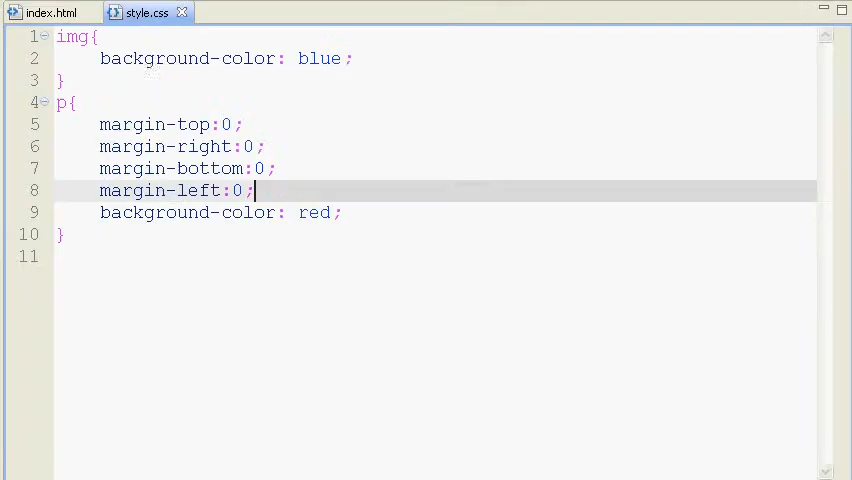 index.html style.css
1 img{
2 background-color: blue;
3 }
4 p{
5 margin-top:0;
6 margin-right:0;
7 margin-bottom:0;
8 margin-left:0;
9 background-color: red;
10 }
11